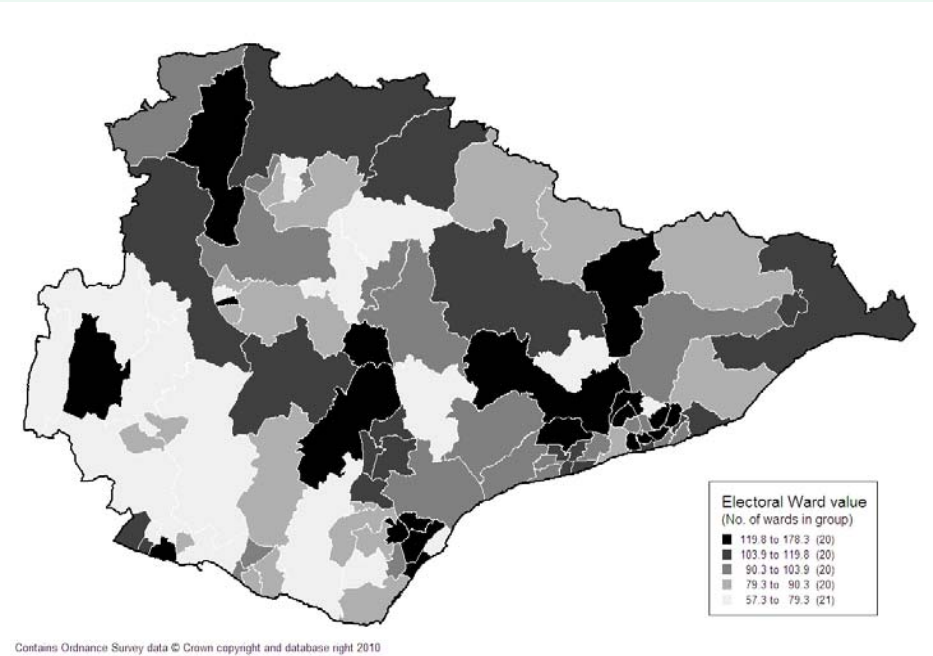 Electoral Ward value
(No. of wards in group)
119.8 to 178.3 (20)
103.9 to 119.8 (20)
90.3 to 103.9 (20)
79.3 to 90.3 (20)
57.3 to 79.3 (21)
Contains Ordnance Survey data © Crown copyright and database right 2010